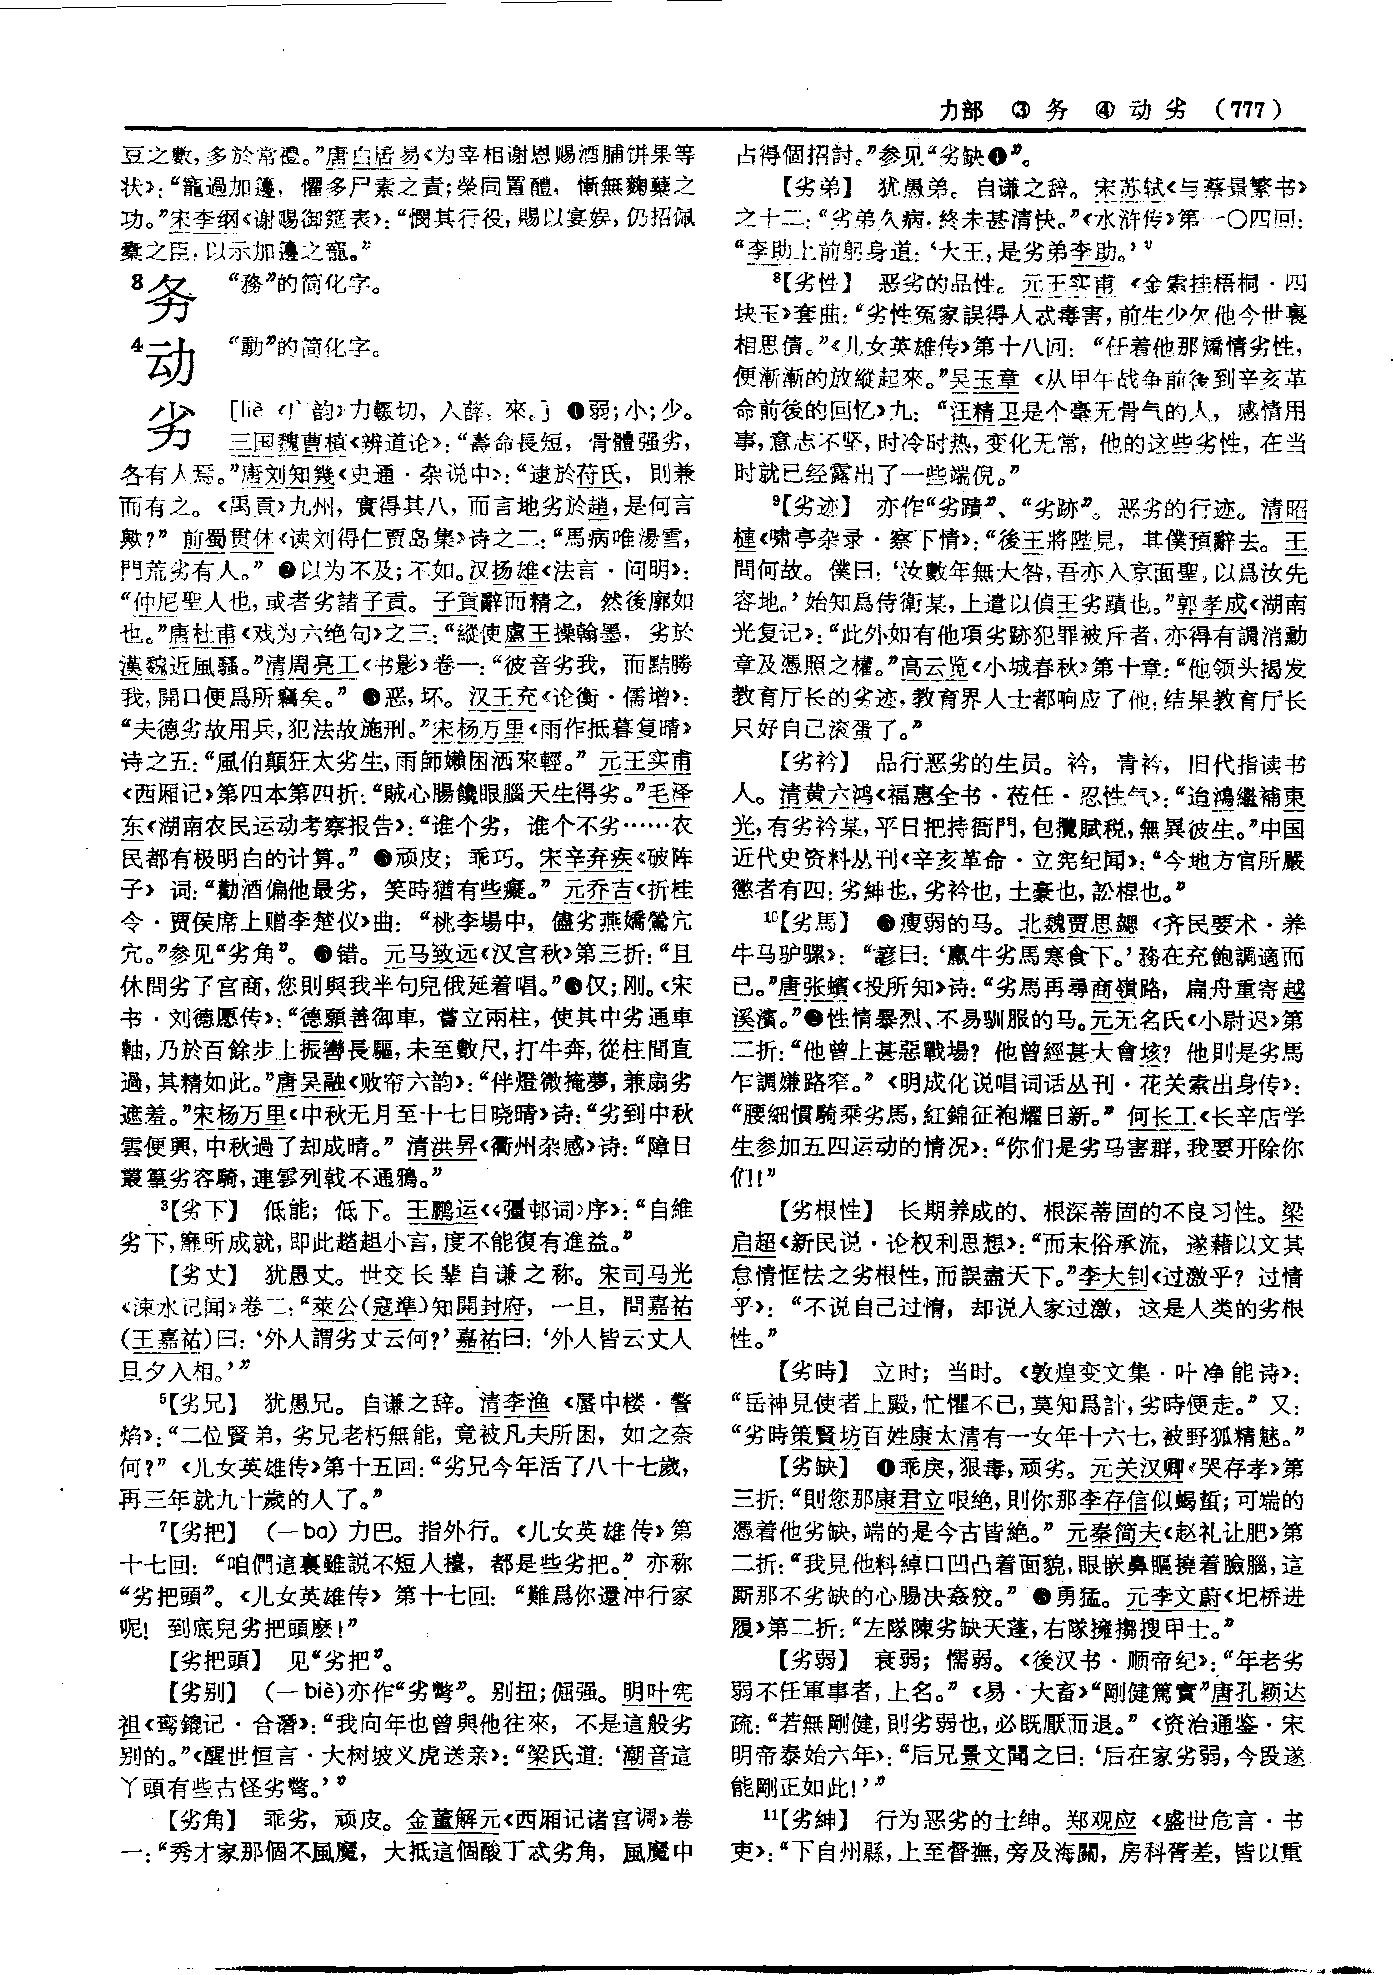 力部 ③务 ④动劣 (777)
豆之數，多於常禮。”唐白居易《为宰相谢恩赐酒脯饼果等
状》：“寵過加籩，懼多尸素之責；榮同置醴，慚無麴糵之
功。”宋李纲《谢赐御筵表》：“憫其行役，賜以宴娱，仍招佩
橐之臣，以示加籩之寵。”
8务 “務”的简化字。
4动 “動”的简化字。
劣 [liè 《广韵》力輟切，入薛，來。] ❶弱；小；少。
三国魏曹植《辨道论》：“壽命長短，骨體强劣，
各有人焉。”唐刘知幾《史通·杂说中》：“逮於苻氏，則兼
而有之。《禹貢》九州，實得其八，而言地劣於趙，是何言
歟？” 前蜀贯休《读刘得仁贾岛集》诗之二：“馬病唯湯雪，
門荒劣有人。” ❷以为不及；不如。汉扬雄《法言·问明》：
“仲尼聖人也，或者劣諸子貢。子貢辭而精之，然後廓如
也。”唐杜甫《戏为六绝句》之三：“縱使盧王操翰墨，劣於
漢魏近風騷。”清周亮工《书影》卷一：“彼音劣我，而黠勝
我，開口便爲所竊矣。” ❸恶，坏。汉王充《论衡·儒增》：
“夫德劣故用兵，犯法故施刑。”宋杨万里《雨作抵暮复晴》
诗之五：“風伯顛狂太劣生，雨師嬾困洒來輕。” 元王实甫
《西厢记》第四本第四折：“賊心腸饞眼腦天生得劣。”毛泽
东《湖南农民运动考察报告》：“谁个劣，谁个不劣……农
民都有极明白的计算。” ❹顽皮；乖巧。宋辛弃疾《破阵
子》词：“勸酒偏他最劣，笑時猶有些癡。” 元乔吉《折桂
令·贾侯席上赠李楚仪》曲：“桃李場中，儘劣燕嬌鶯亢
亢。”参见“劣角”。 ❺错。元马致远《汉宫秋》第三折：“且
休問劣了宫商，您則與我半句兒俄延着唱。”❻仅；刚。《宋
书·刘德愿传》：“德願善御車，嘗立兩柱，使其中劣通車
軸，乃於百餘步上振轡長驅，未至數尺，打牛奔，從柱間直
過，其精如此。”唐吴融《败帘六韵》：“伴燈微掩夢，兼扇劣
遮羞。”宋杨万里《中秋无月至十七日晓晴》诗：“劣到中秋
雲便興，中秋過了却成晴。” 清洪昇《衢州杂感》诗：“障日
叢篁劣容騎，連雲列戟不通鴉。”
3【劣下】 低能；低下。王鹏运《〈彊邨词〉序》：“自維
劣下，靡所成就，即此趑趄小言，度不能復有進益。”
【劣丈】 犹愚丈。世交长辈自谦之称。宋司马光
《涑水记闻》卷二：“萊公（寇準）知開封府，一旦，問嘉祐
（王嘉祐）曰：‘外人謂劣丈云何？’嘉祐曰：‘外人皆云丈人
旦夕入相。’”
5【劣兄】 犹愚兄。自谦之辞。清李渔《蜃中楼·警
焰》：“二位賢弟，劣兄老朽無能，竟被凡夫所困，如之奈
何？”《儿女英雄传》第十五回：“劣兄今年活了八十七歲，
再三年就九十歲的人了。”
7【劣把】 （一ba）力巴。指外行。《儿女英雄传》第
十七回：“咱們這裏雖説不短人擡，都是些劣把。” 亦称
“劣把頭”。《儿女英雄传》第十七回：“難爲你還冲行家
呢！到底兒劣把頭麽！”
【劣把頭】 见“劣把”。
【劣别】 （一biè）亦作“劣彆”。别扭；倔强。明叶宪
祖《鸾鎞记·合谮》：“我向年也曾與他往來，不是這般劣
别的。”《醒世恒言·大树坡义虎送亲》：“梁氏道：‘潮音這
丫頭有些古怪劣彆。’”
【劣角】 乖劣，顽皮。金董解元《西厢记诸宫调》卷
一：“秀才家那個不風魔，大抵這個酸丁忒劣角，風魔中
占得個招討。”参见“劣缺❶”。
【劣弟】 犹愚弟。自谦之辞。宋苏轼《与蔡景繁书》
之十二：“劣弟久病，終未甚清快。”《水浒传》第一〇四回：
“李助上前躬身道：‘大王，是劣弟李助。’”
8【劣性】 恶劣的品性。元王实甫《金索挂梧桐·四
块玉》套曲：“劣性冤家誤得人忒毒害，前生少欠他今世裏
相思債。”《儿女英雄传》第十八回：“任着他那矯情劣性，
便漸漸的放縱起來。”吴玉章《从甲午战争前後到辛亥革
命前後的回忆》九：“汪精卫是个毫无骨气的人，感情用
事，意志不坚，时冷时热，变化无常，他的这些劣性，在当
时就已经露出了一些端倪。”
9【劣迹】 亦作“劣蹟”、“劣跡”。恶劣的行迹。清昭
槤《啸亭杂录·察下情》：“後王將陛見，其僕預辭去。王
問何故。僕曰：‘汝數年無大咎，吾亦入京面聖，以爲汝先
容地。’始知爲侍衛某，上遣以偵王劣蹟也。”郭孝成《湖南
光复记》：“此外如有他項劣跡犯罪被斥者，亦得有調消勳
章及憑照之權。”高云览《小城春秋》第十章：“他领头揭发
教育厅长的劣迹，教育界人士都响应了他；结果教育厅长
只好自己滚蛋了。”
【劣衿】 品行恶劣的生员。衿，青衿，旧代指读书
人。清黄六鸿《福惠全书·莅任·忍性气》：“迨鴻繼補東
光，有劣衿某，平日把持衙門，包攬賦税，無異彼生。”中国
近代史资料丛刊《辛亥革命·立宪纪闻》：“今地方官所嚴
懲者有四：劣紳也，劣衿也，土豪也，訟棍也。”
10【劣馬】 ❶瘦弱的马。北魏贾思勰《齐民要术·养
牛马驴骡》：“諺曰：‘羸牛劣馬寒食下。’務在充飽調適而
已。”唐张蠙《投所知》诗：“劣馬再尋商嶺路，扁舟重寄越
溪濱。”❷性情暴烈、不易驯服的马。元无名氏《小尉迟》第
二折：“他曾上甚惡戰場？他曾經甚大會垓？他則是劣馬
乍調嫌路窄。”《明成化说唱词话丛刊·花关索出身传》：
“腰細慣騎乘劣馬，紅錦征袍耀日新。” 何长工《长辛店学
生参加五四运动的情况》：“你们是劣马害群，我要开除你
们！”
【劣根性】 长期养成的、根深蒂固的不良习性。梁
启超《新民说·论权利思想》：“而末俗承流，遂藉以文其
怠惰恇怯之劣根性，而誤盡天下。”李大钊《过激乎？过惰
乎》：“不说自己过惰，却说人家过激，这是人类的劣根
性。”
【劣時】 立时；当时。《敦煌变文集·叶净能诗》：
“岳神見使者上殿，忙懼不已，莫知爲計，劣時便走。” 又：
“劣時策賢坊百姓康太清有一女年十六七，被野狐精魅。”
【劣缺】 ❶乖戾，狠毒，顽劣。元关汉卿《哭存孝》第
三折：“則您那康君立哏絶，則你那李存信似蝎蜇；可端的
憑着他劣缺，端的是今古皆絶。” 元秦简夫《赵礼让肥》第
二折：“我見他料綽口凹凸着面貌，眼嵌鼻驅撓着臉腦，這
厮那不劣缺的心腸决姦狡。” ❷勇猛。元李文蔚《圯桥进
履》第二折：“左隊陳劣缺天蓬，右隊擁搊搜甲士。”
【劣弱】 衰弱；懦弱。《後汉书·顺帝纪》：“年老劣
弱不任軍事者，上名。”《易·大畜》“剛健篤實”唐孔颖达
疏：“若無剛健，則劣弱也，必既厭而退。”《资治通鉴·宋
明帝泰始六年》：“后兄景文聞之曰：‘后在家劣弱，今段遂
能剛正如此！’”
11【劣紳】 行为恶劣的士绅。郑观应《盛世危言·书
吏》：“下自州縣，上至督撫，旁及海關，房科胥差，皆以重